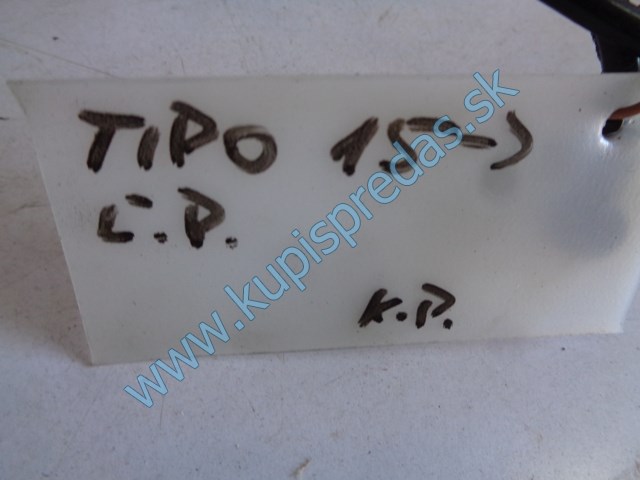 TIPO 15->
Ľ.P.
K.P.
www.kupispredas.sk